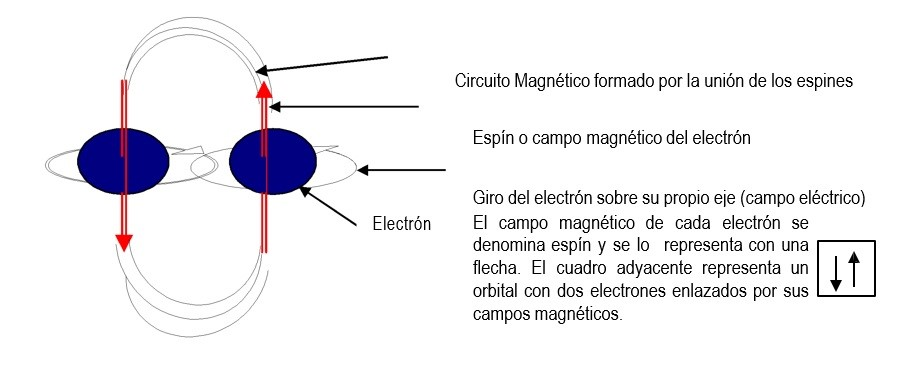 Circuito Magnético formado por la unión de los espines
Espín o campo magnético del electrón
Giro del electrón sobre su propio eje (campo eléctrico)
Electrón
El campo magnético de cada electrón se
denomina espín y se lo representa con una
flecha. El cuadro adyacente representa un
orbital con dos electrones enlazados por sus
campos magnéticos.